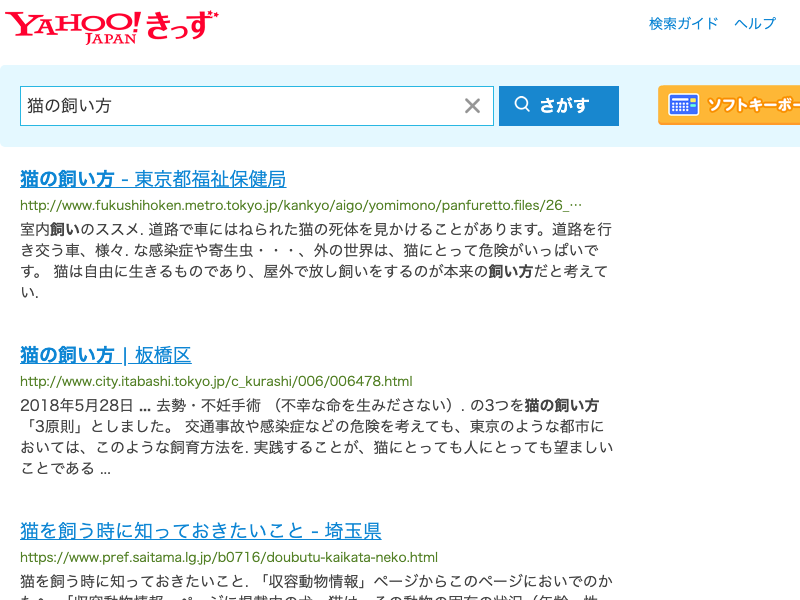 YAHOO! JAPAN きっず
検索ガイド ヘルプ
猫の飼い方
さがす
ソフトキーボー
猫の飼い方 - 東京都福祉保健局
http://www.fukushihoken.metro.tokyo.jp/kankyo/aigo/yomimono/panfuretto.files/26_…
室内飼いのススメ. 道路で車にはねられた猫の死体を見かけることがあります。道路を行
き交う車、様々. な感染症や寄生虫・・・、外の世界は、猫にとって危険がいっぱいで
す。 猫は自由に生きるものであり、屋外で放し飼いをするのが本来の飼い方だと考えて
い.
猫の飼い方｜板橋区
http://www.city.itabashi.tokyo.jp/c_kurashi/006/006478.html
2018年5月28日 ... 去勢・不妊手術 （不幸な命を生みださない）. の3つを猫の飼い方
「3原則」としました。 交通事故や感染症などの危険を考えても、東京のような都市に
おいては、このような飼育方法を. 実践することが、猫にとっても人にとっても望ましい
ことである ...
猫を飼う時に知っておきたいこと - 埼玉県
https://www.pref.saitama.lg.jp/b0716/doubutu-kaikata-neko.html
猫を飼う時に知っておきたいこと. 「収容動物情報」ページからこのページにおいでのか